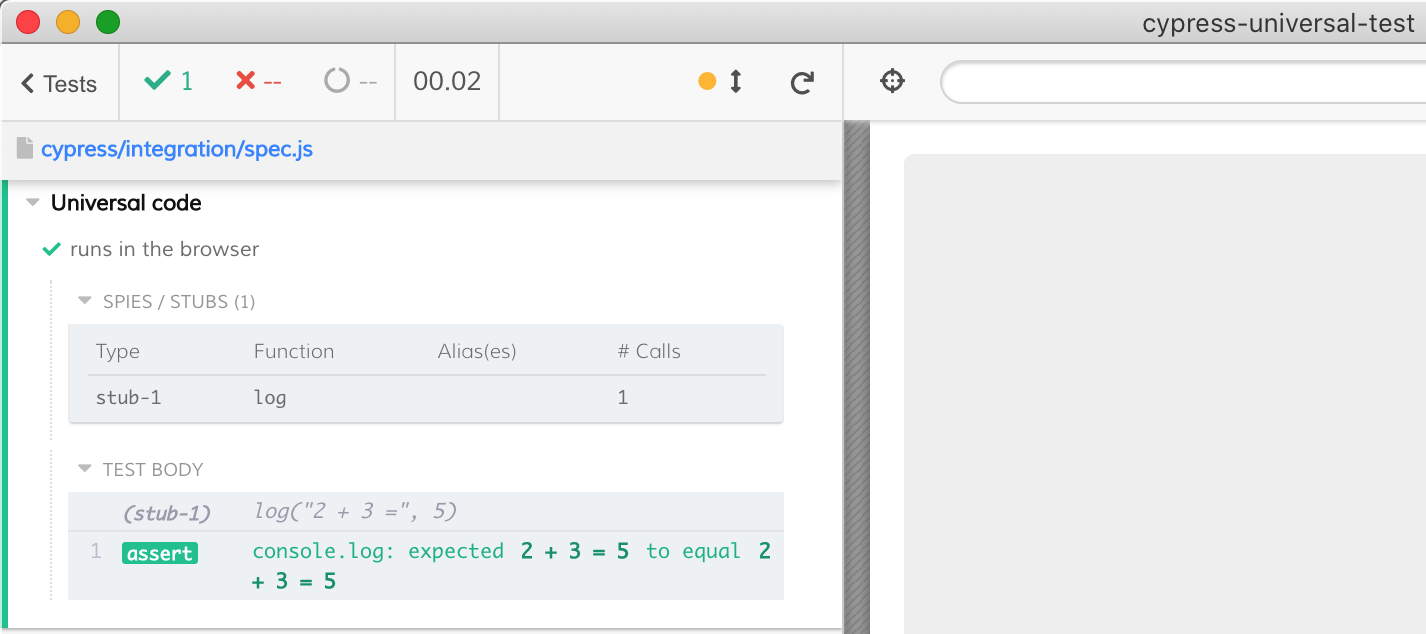 cypress-universal-test
Tests 1 -- -- 00.02
cypress/integration/spec.js
Universal code
runs in the browser
SPIES / STUBS (1)
Type Function Alias(es) # Calls
stub-1 log 1
TEST BODY
(stub-1) log("2 + 3 =", 5)
1 assert console.log: expected 2 + 3 = 5 to equal 2
+ 3 = 5